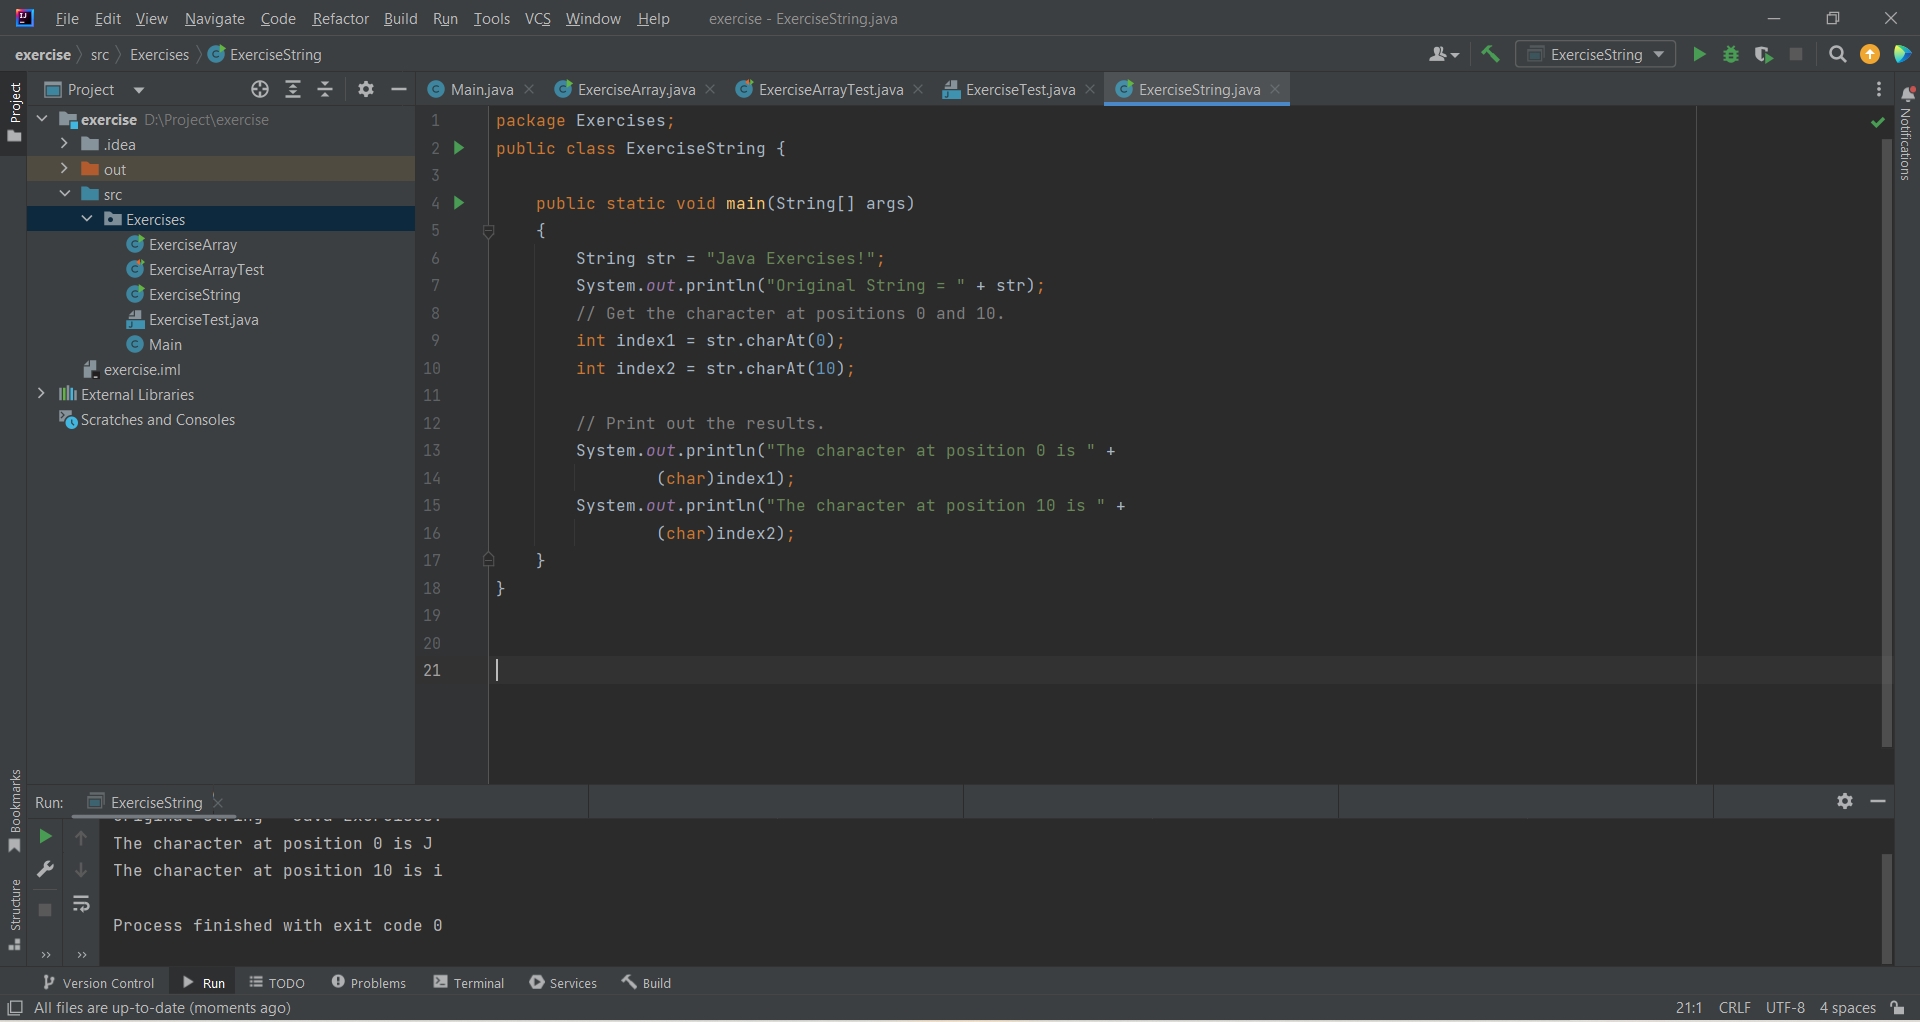 File Edit View Navigate Code Refactor Build Run Tools VCS Window Help exercise - ExerciseString.java
exercise src Exercises ExerciseString ExerciseString
Project
Project
exercise D:\Project\exercise
.idea
out
src
Exercises
ExerciseArray
ExerciseArrayTest
ExerciseString
ExerciseTest.java
Main
exercise.iml
External Libraries
Scratches and Consoles
Main.java ExerciseArray.java ExerciseArrayTest.java ExerciseTest.java ExerciseString.java
1 package Exercises;
2 public class ExerciseString {
3
4 public static void main(String[] args)
5 {
6 String str = "Java Exercises!";
7 System.out.println("Original String = " + str);
8 // Get the character at positions 0 and 10.
9 int index1 = str.charAt(0);
10 int index2 = str.charAt(10);
11
12 // Print out the results.
13 System.out.println("The character at position 0 is " +
14 (char)index1);
15 System.out.println("The character at position 10 is " +
16 (char)index2);
17 }
18 }
19
20
21
Notifications
Bookmarks
Structure
Run: ExerciseString
Original String = Java Exercises!
The character at position 0 is J
The character at position 10 is i
Process finished with exit code 0
Version Control Run TODO Problems Terminal Services Build
All files are up-to-date (moments ago) 21:1 CRLF UTF-8 4 spaces